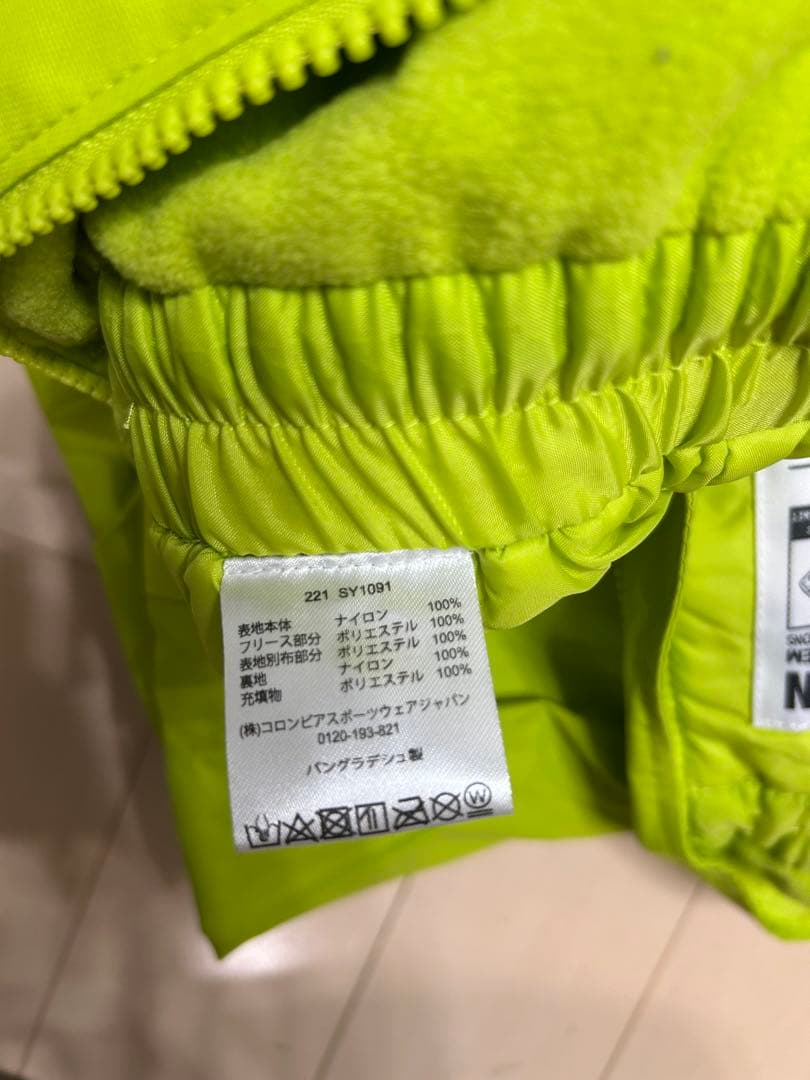 221 SY1091
表地本体 ナイロン 100%
フリース部分 ポリエステル 100%
表地別布部分 ポリエステル 100%
裏地 ナイロン 100%
充填物 ポリエステル 100%
(株)コロンビアスポーツウェアジャパン
0120-193-821
バングラデシュ製
W